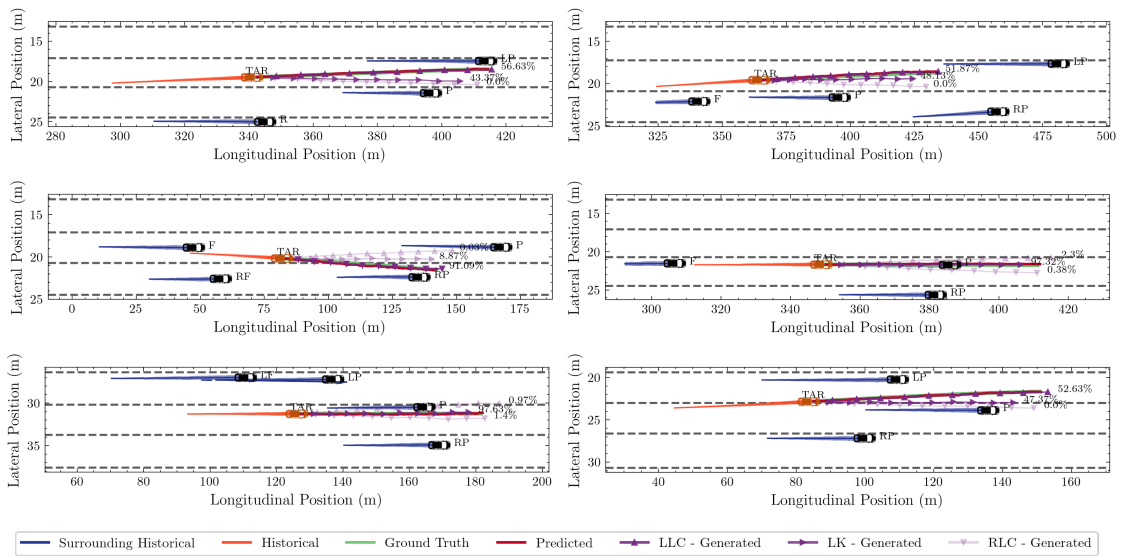 Lateral Position (m)
15
20
25
280
300
320
340
360
380
400
420
Longitudinal Position (m)
TAR
LP
56.63%
43.37%
0.0%
P
R
Lateral Position (m)
15
20
25
325
350
375
400
425
450
475
500
Longitudinal Position (m)
TAR
LP
51.87%
48.13%
0.0%
F
P
RP
Lateral Position (m)
15
20
25
0
25
50
75
100
125
150
175
Longitudinal Position (m)
F
TAR
P
0.03%
8.87%
91.09%
RF
RP
Lateral Position (m)
15
20
25
300
320
340
360
380
400
420
Longitudinal Position (m)
F
TAR
P
2.3%
97.32%
0.38%
RP
Lateral Position (m)
30
35
60
80
100
120
140
160
180
200
Longitudinal Position (m)
LF
LP
TAR
P
0.97%
97.63%
1.4%
RP
Lateral Position (m)
20
25
30
40
60
80
100
120
140
160
Longitudinal Position (m)
LP
TAR
52.63%
47.37%
0.0%
P
RP
L
Surrounding Historical
Historical
Ground Truth
Predicted
LLC - Generated
LK - Generated
RLC - Generated